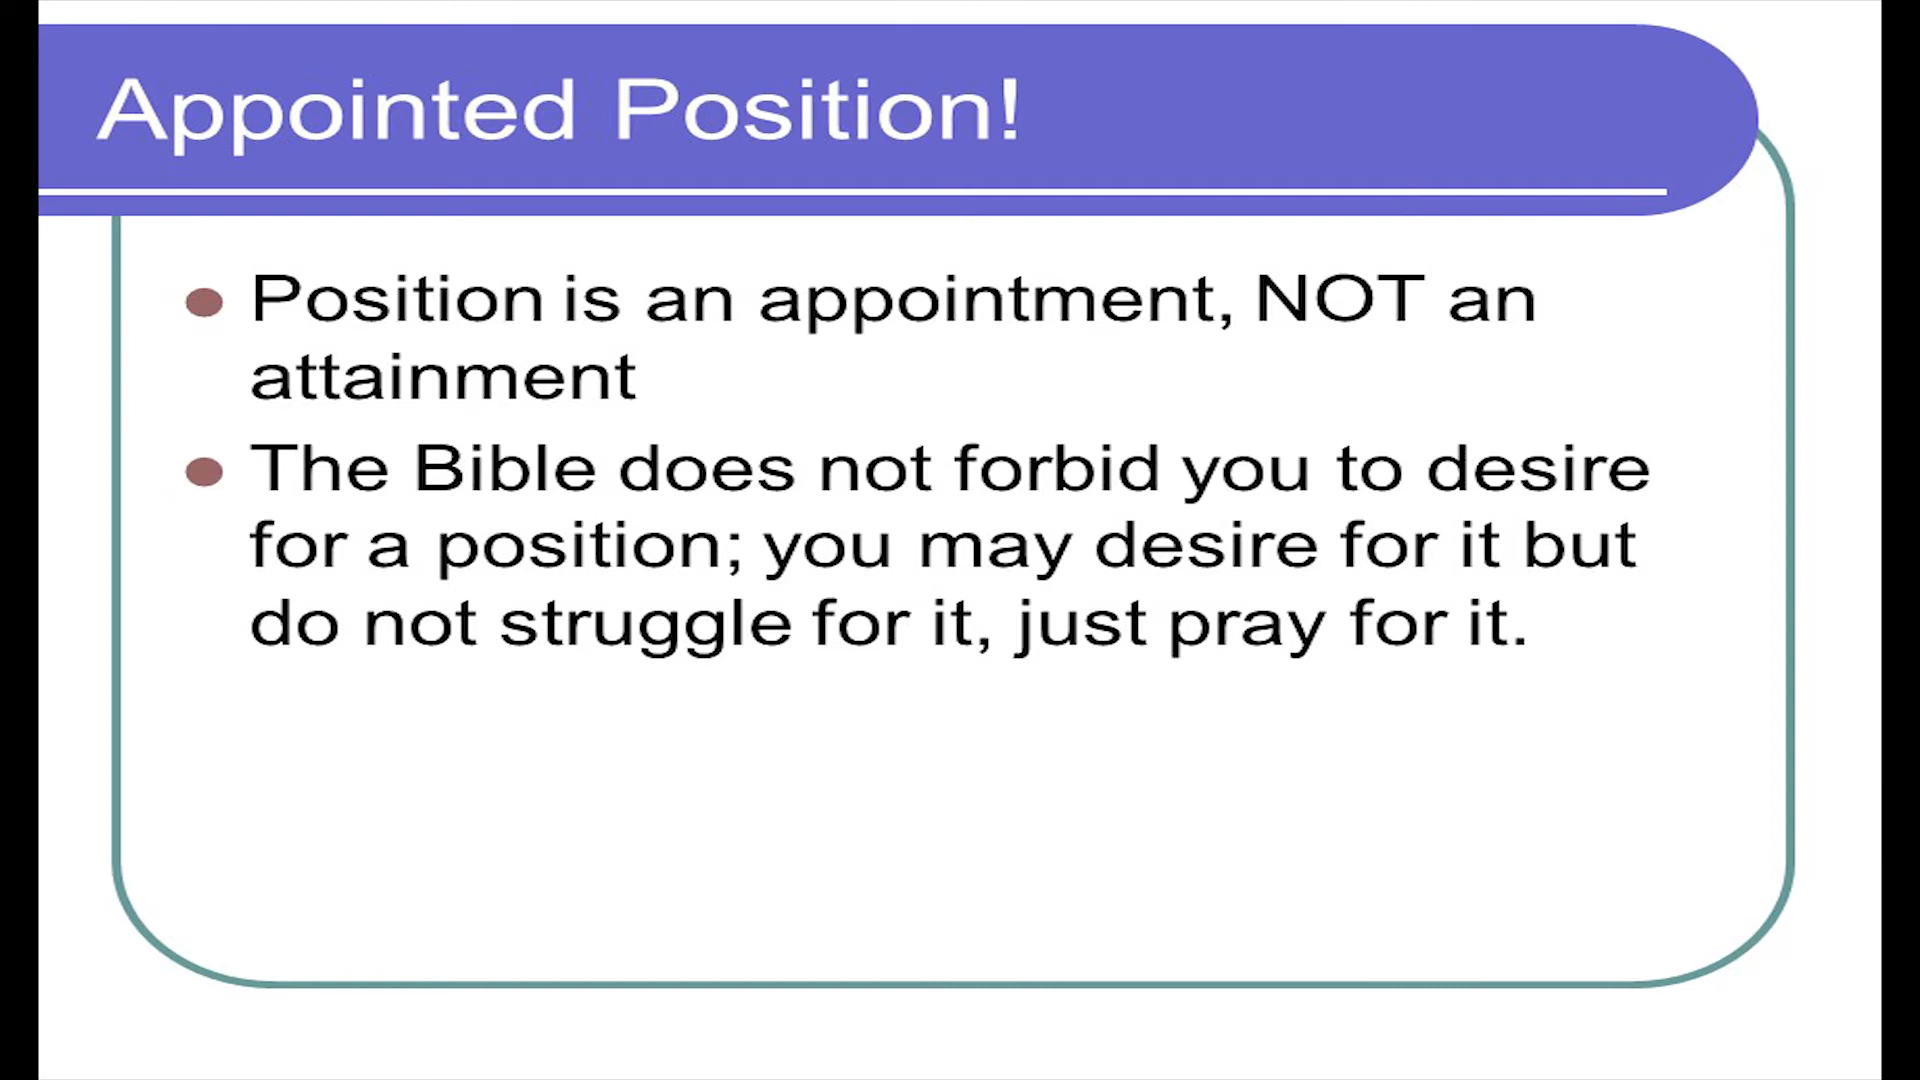 Appointed Position!
Position is an appointment, NOT an
attainment
The Bible does not forbid you to desire
for a position; you may desire for it but
do not struggle for it, just pray for it.